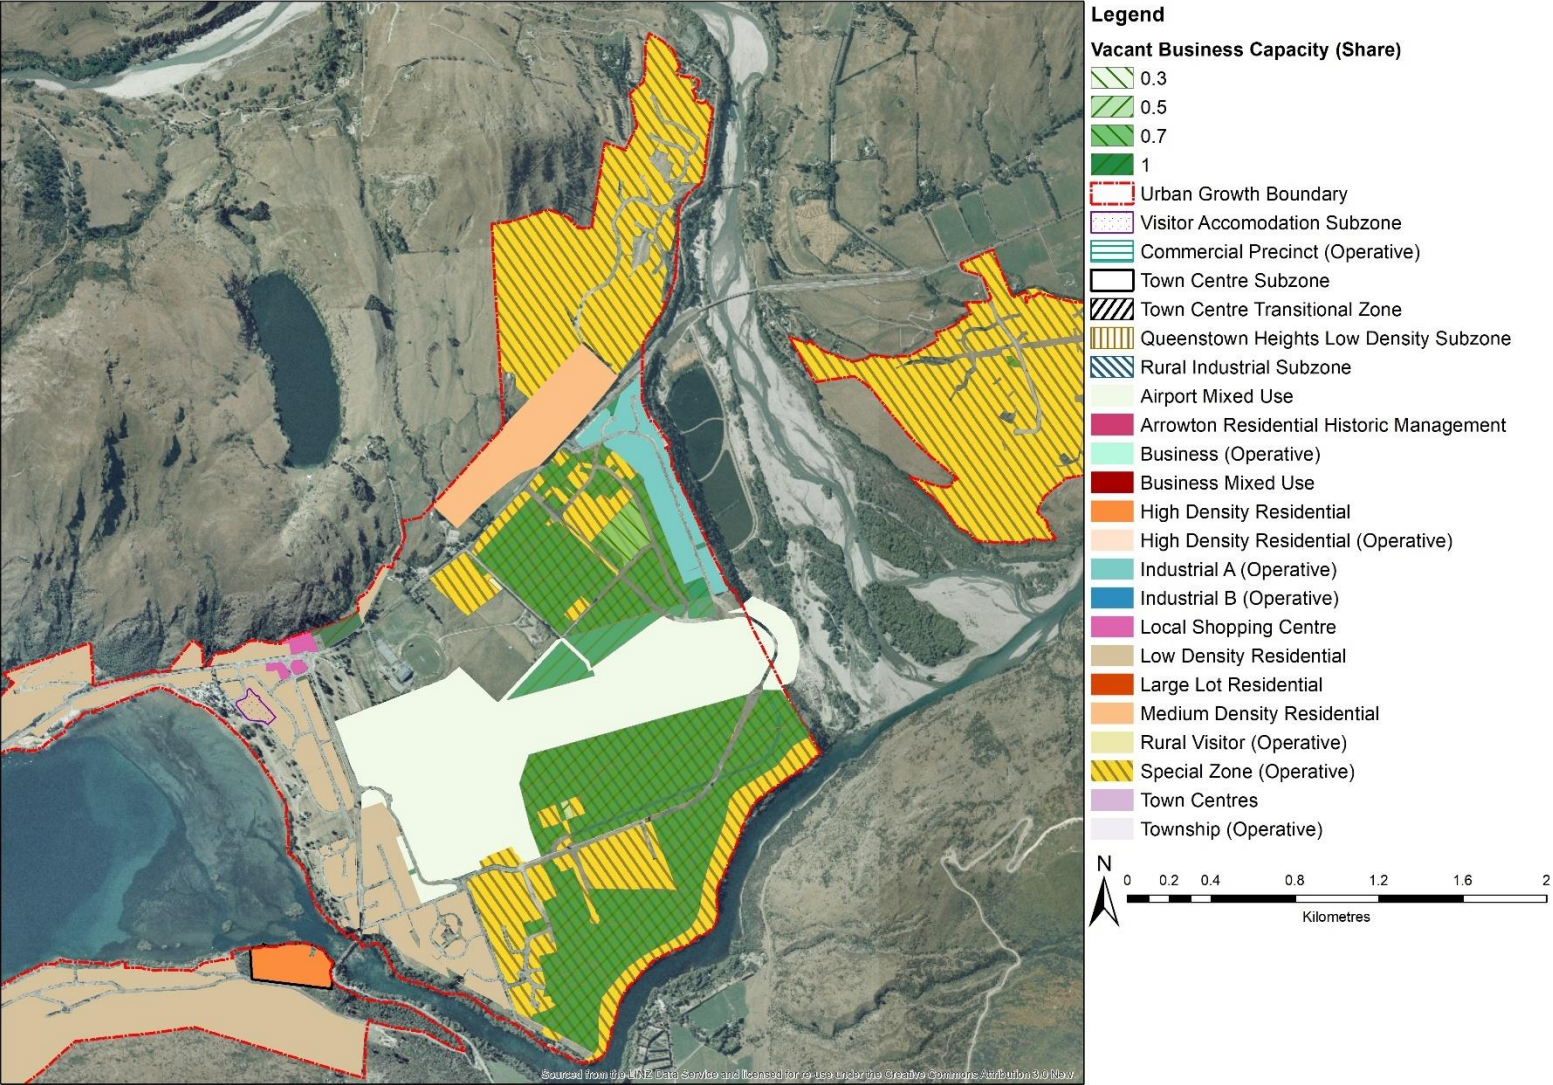 Legend
Vacant Business Capacity (Share)
0.3
0.5
0.7
1
Urban Growth Boundary
Visitor Accomodation Subzone
Commercial Precinct (Operative)
Town Centre Subzone
Town Centre Transitional Zone
Queenstown Heights Low Density Subzone
Rural Industrial Subzone
Airport Mixed Use
Arrowton Residential Historic Management
Business (Operative)
Business Mixed Use
High Density Residential
High Density Residential (Operative)
Industrial A (Operative)
Industrial B (Operative)
Local Shopping Centre
Low Density Residential
Large Lot Residential
Medium Density Residential
Rural Visitor (Operative)
Special Zone (Operative)
Town Centres
Township (Operative)
N
0 0.2 0.4 0.8 1.2 1.6 2
Kilometres
Sourced from the LINZ Data Service and licensed for re-use under the Creative Commons Attribution 3.0 New